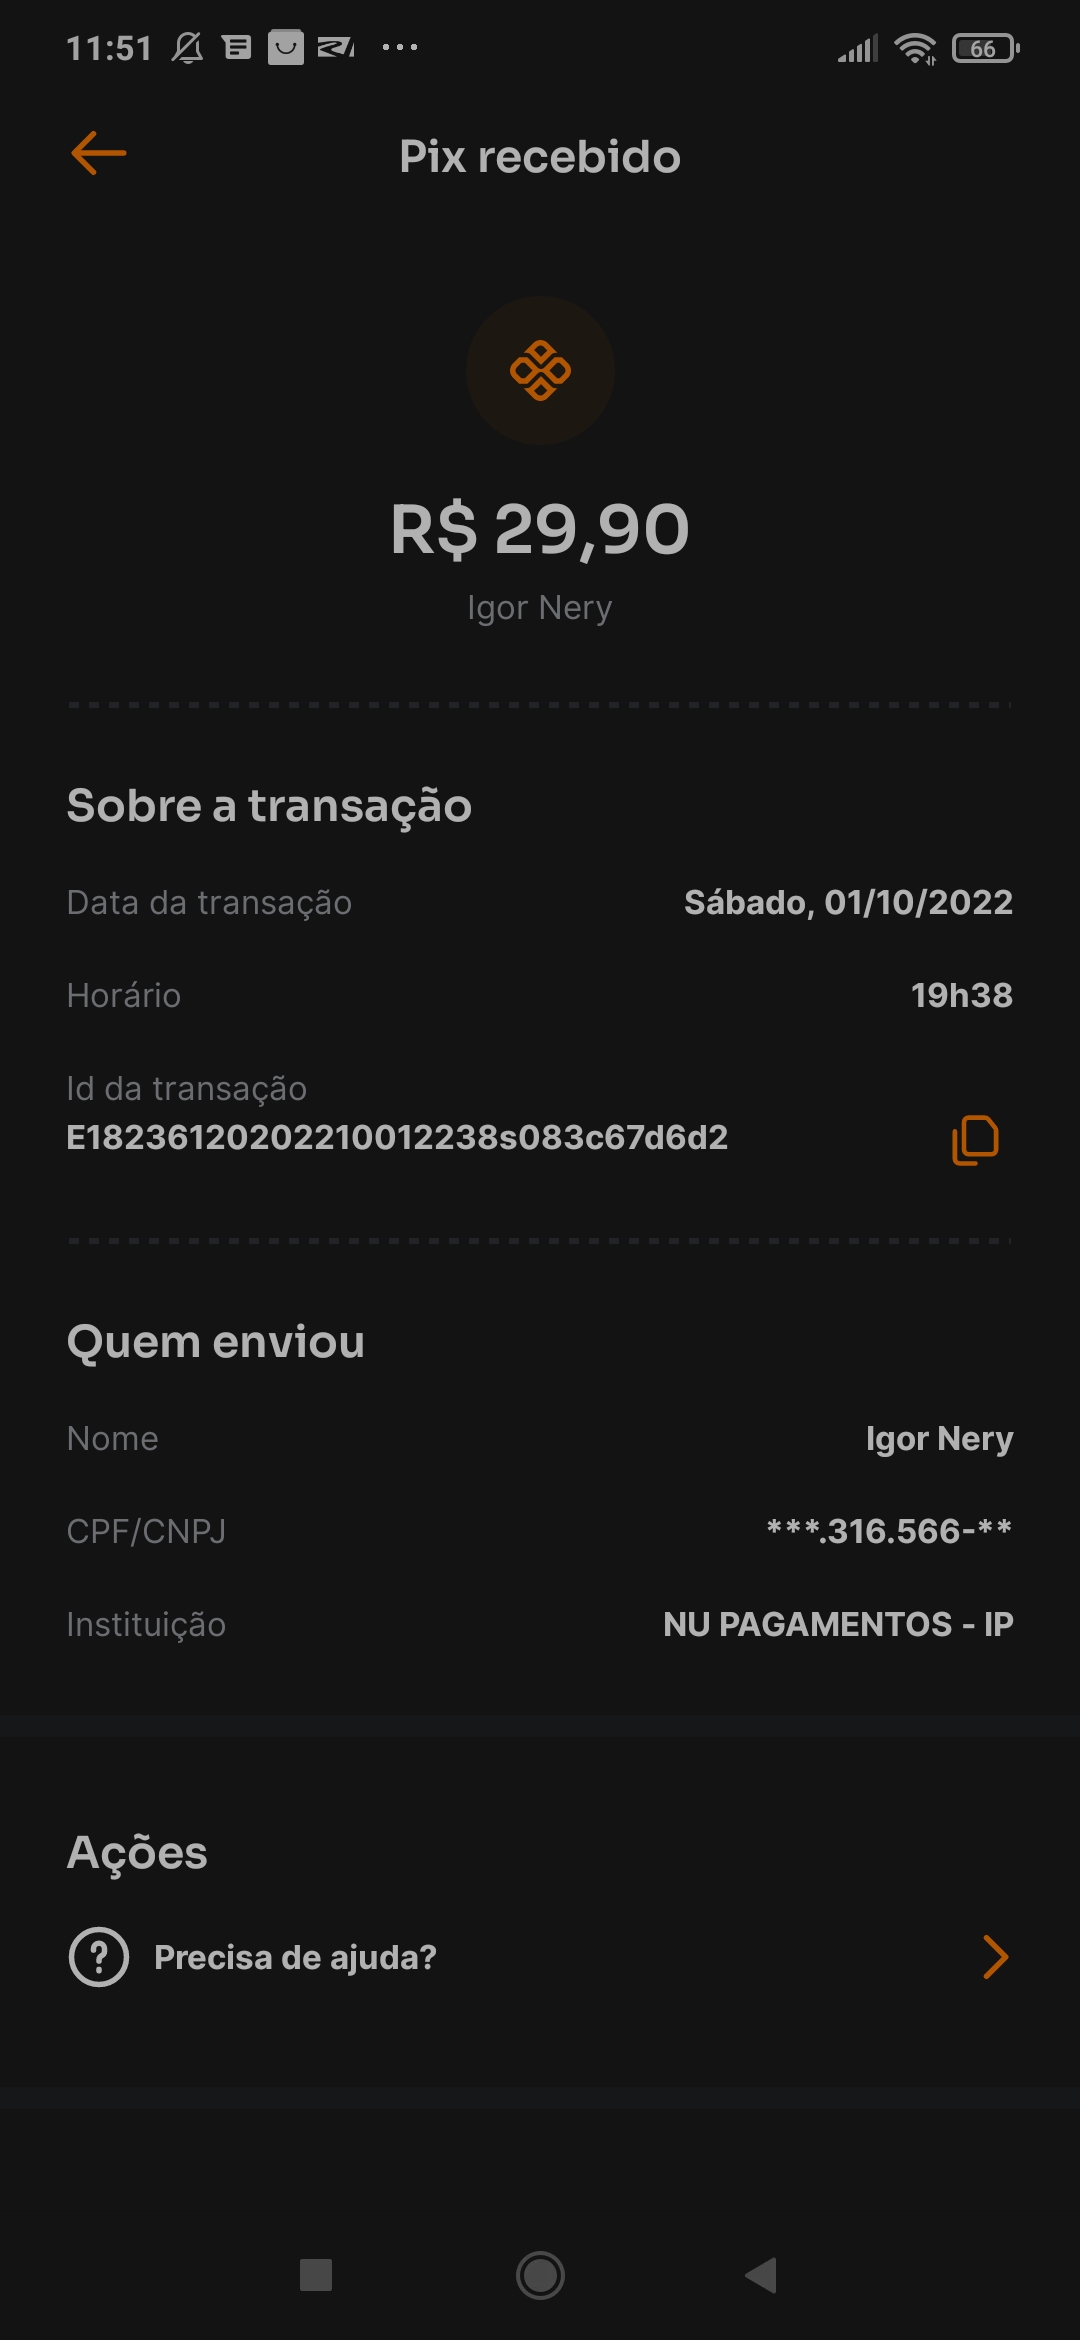 11:51
66
Pix recebido
R$ 29,90
Igor Nery
Sobre a transação
Data da transação Sábado, 01/10/2022
Horário 19h38
Id da transação
E18236120202210012238s083c67d6d2
Quem enviou
Nome Igor Nery
CPF/CNPJ ***.316.566-**
Instituição NU PAGAMENTOS - IP
Ações
Precisa de ajuda?